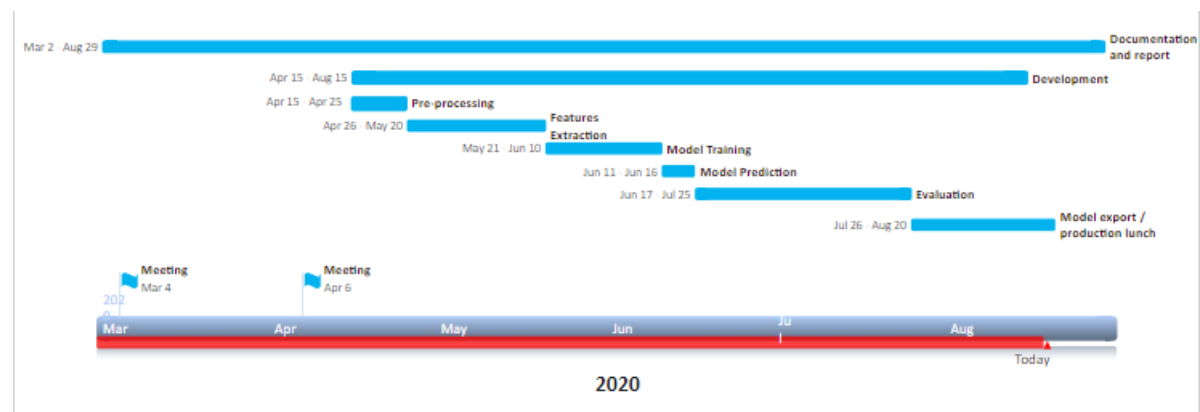 Mar 2 - Aug 29 Documentation
and report
Apr 15 - Aug 15 Development
Apr 15 - Apr 25 Pre-processing
Apr 26 - May 20 Features
Extraction
May 21 - Jun 10 Model Training
Jun 11 - Jun 16 Model Prediction
Jun 17 - Jul 25 Evaluation
Jul 26 - Aug 20 Model export /
production lunch
Meeting
Mar 4
Meeting
Apr 6
202
0
Mar Apr May Jun Ju
l
Aug
Today
2020